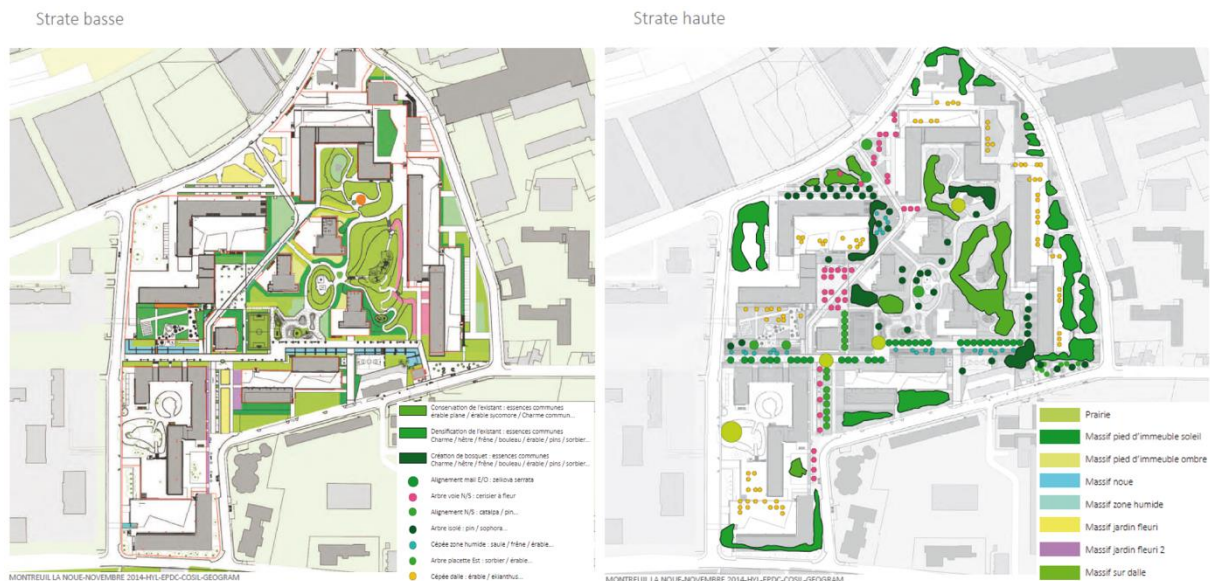 Strate basse
Strate haute
Conservation de l'existant : essences communes
érable plane / érable sycomore / Charme commun...
Densification de l'existant : essences communes
Charme / hêtre / frêne / bouleau / érable / pins / sorbier...
Création de bosquet : essences communes
Charme / hêtre / frêne / bouleau / érable / pins / sorbier...
Alignement mail E/O : zelkova serrata
Arbre voie N/S : cerisier à fleur
Alignement N/S : catalpa / pin...
Arbre isolé : pin / sophora...
Cépée zone humide : saule / frêne / érable...
Arbre placette Est : sorbier / érable...
Cépée dalle : érable / ekianthus...
Prairie
Massif pied d'immeuble soleil
Massif pied d'immeuble ombre
Massif noue
Massif zone humide
Massif jardin fleuri
Massif jardin fleuri 2
Massif sur dalle
MONTREUIL LA NOUE-NOVEMBRE 2014-HYL-EPDC-COSIL-GEOGRAM
MONTREUIL LA NOUE-NOVEMBRE 2014-HYL-EPDC-COSIL-GEOGRAM